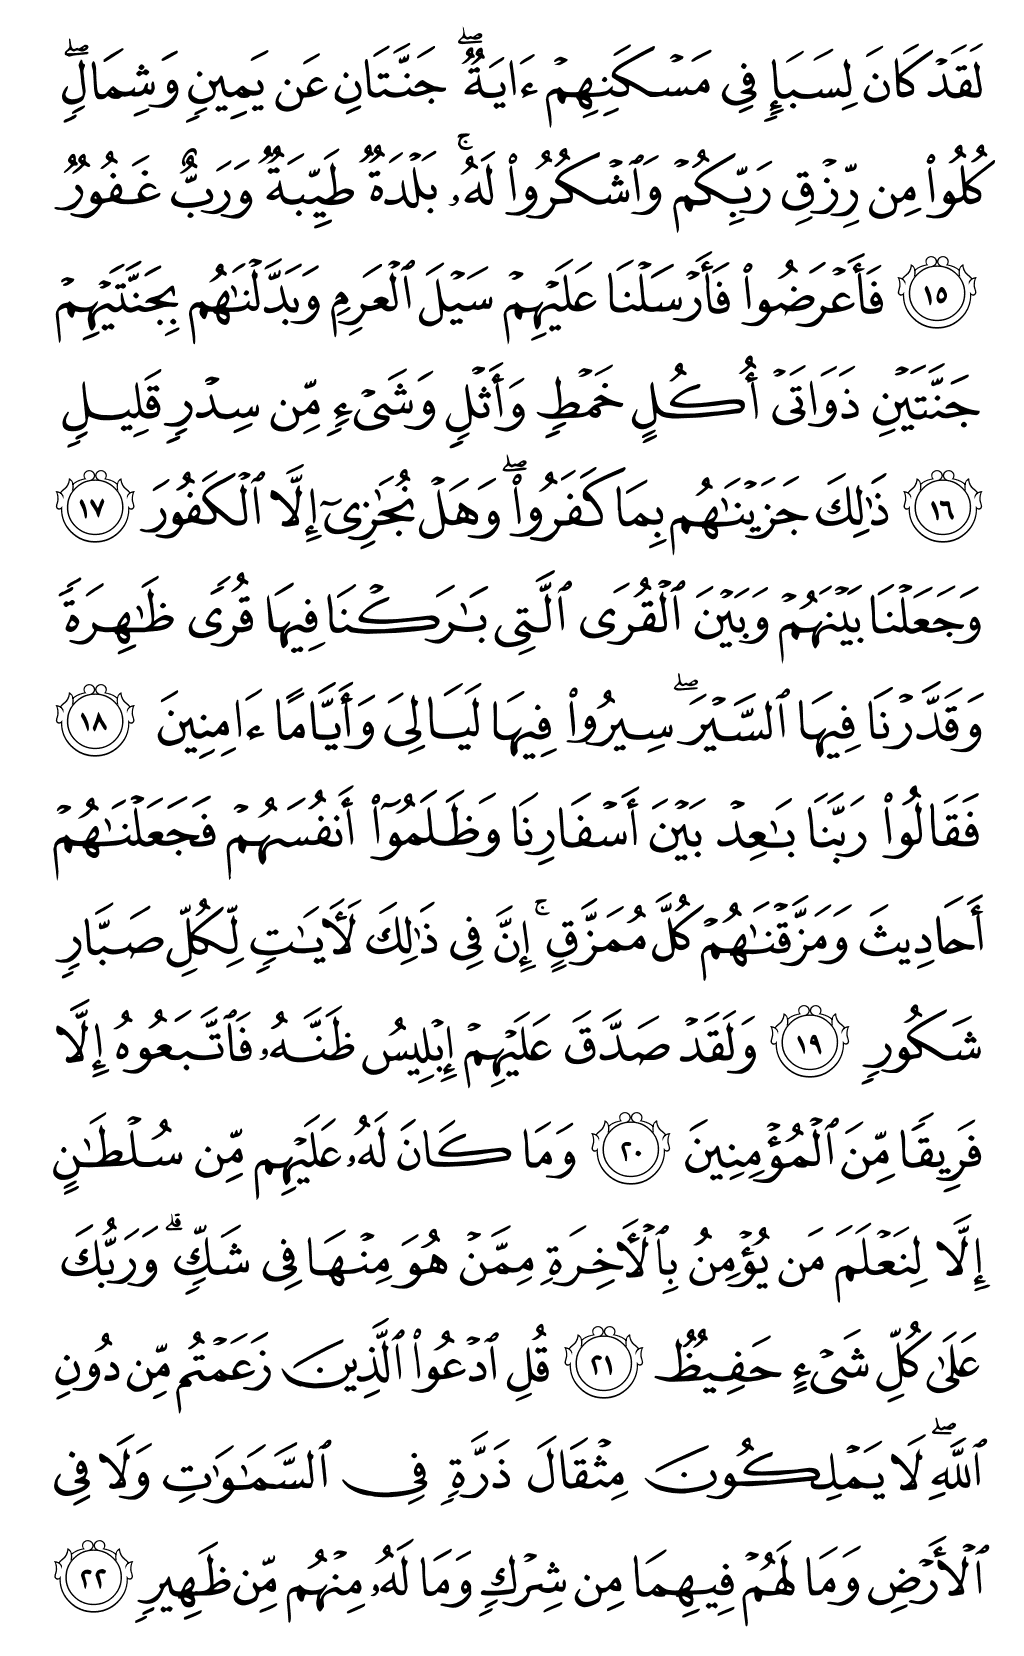 لَقَدۡ كَانَ لِسَبَإٖ فِي مَسۡكَنِهِمۡ ءَايَةٞۖ جَنَّتَانِ عَن يَمِينٖ وَشِمَالٖۖ
كُلُواْ مِن رِّزۡقِ رَبِّكُمۡ وَٱشۡكُرُواْ لَهُۥۚ بَلۡدَةٞ طَيِّبَةٞ وَرَبٌّ غَفُورٞ
١٥ فَأَعۡرَضُواْ فَأَرۡسَلۡنَا عَلَيۡهِمۡ سَيۡلَ ٱلۡعَرِمِ وَبَدَّلۡنَٰهُم بِجَنَّتَيۡهِمۡ
جَنَّتَيۡنِ ذَوَاتَيۡ أُكُلٍ خَمۡطٖ وَأَثۡلٖ وَشَيۡءٖ مِّن سِدۡرٖ قَلِيلٖ
١٦ ذَٰلِكَ جَزَيۡنَٰهُم بِمَا كَفَرُواْۖ وَهَلۡ نُجَٰزِيٓ إِلَّا ٱلۡكَفُورَ ١٧
وَجَعَلۡنَا بَيۡنَهُمۡ وَبَيۡنَ ٱلۡقُرَى ٱلَّتِي بَٰرَكۡنَا فِيهَا قُرٗى ظَٰهِرَةٗ
وَقَدَّرۡنَا فِيهَا ٱلسَّيۡرَۖ سِيرُواْ فِيهَا لَيَالِيَ وَأَيَّامًا ءَامِنِينَ ١٨
فَقَالُواْ رَبَّنَا بَٰعِدۡ بَيۡنَ أَسۡفَارِنَا وَظَلَمُوٓاْ أَنفُسَهُمۡ فَجَعَلۡنَٰهُمۡ
أَحَادِيثَ وَمَزَّقۡنَٰهُمۡ كُلَّ مُمَزَّقٍۚ إِنَّ فِي ذَٰلِكَ لَأٓيَٰتٖ لِّكُلِّ صَبَّارٖ
شَكُورٖ ١٩ وَلَقَدۡ صَدَّقَ عَلَيۡهِمۡ إِبۡلِيسُ ظَنَّهُۥ فَٱتَّبَعُوهُ إِلَّا
فَرِيقٗا مِّنَ ٱلۡمُؤۡمِنِينَ ٢٠ وَمَا كَانَ لَهُۥ عَلَيۡهِم مِّن سُلۡطَٰنٍ
إِلَّا لِنَعۡلَمَ مَن يُؤۡمِنُ بِٱلۡأٓخِرَةِ مِمَّنۡ هُوَ مِنۡهَا فِي شَكّٖۗ وَرَبُّكَ
عَلَىٰ كُلِّ شَيۡءٍ حَفِيظٞ ٢١ قُلِ ٱدۡعُواْ ٱلَّذِينَ زَعَمۡتُم مِّن دُونِ
ٱللَّهِۖ لَا يَمۡلِكُونَ مِثۡقَالَ ذَرَّةٖ فِي ٱلسَّمَٰوَٰتِ وَلَا فِي
ٱلۡأَرۡضِ وَمَا لَهُمۡ فِيهِمَا مِن شِرۡكٖ وَمَا لَهُۥ مِنۡهُم مِّن ظَهِيرٖ ٢٢